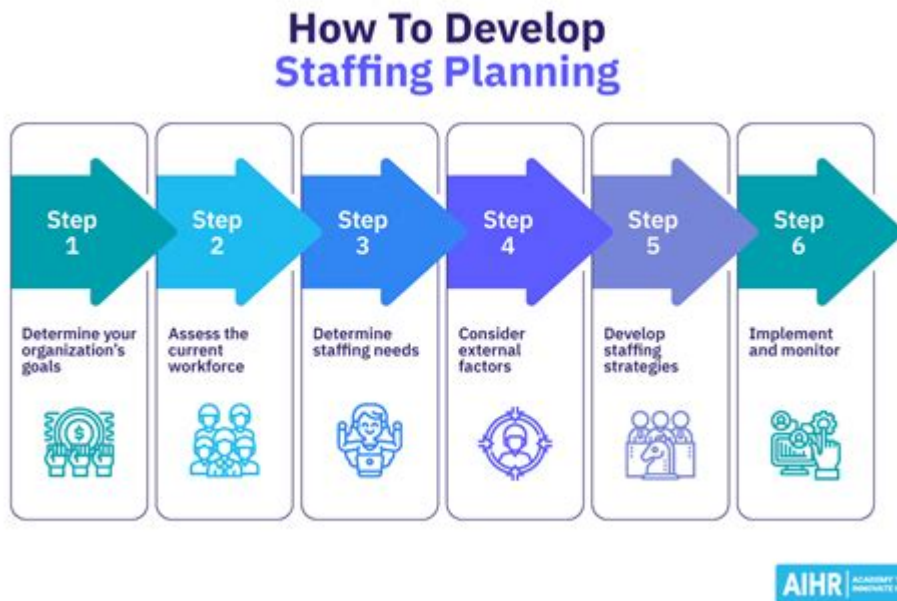 How To Develop
Staffing Planning
Step
1
Determine your
organization's
goals
Step
2
Assess the
current
workforce
Step
3
Determine
staffing needs
Step
4
Consider
external
factors
Step
5
Develop
staffing
strategies
Step
6
Implement
and monitor
$
AIHR
ACADEMY
INNOVATE